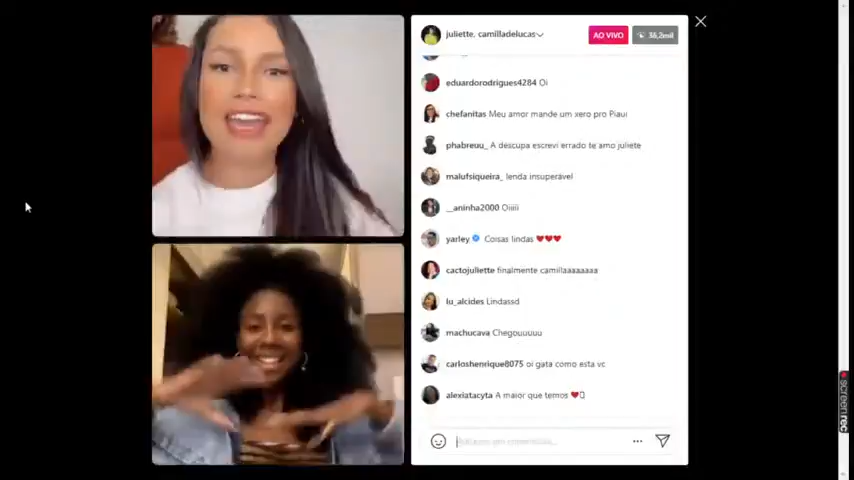 juliette, camilladelucas
AO VIVO
36,2mil
eduardorodrigues4284 Oi
chefanitas Meu amor mande um xero pro Piaui
phabreuu_ A descupa escrevi errado te amo juliete
malufsiqueira_ lenda insuperável
__aninha2000 Oiiiii
yarley Coisas lindas ❤❤❤
cactojuliette finalmente camillaaaaaaaa
lu_alcides Lindassd
machucava Chegouuuuu
carloshenrique8075 oi gata como esta vc
alexiatacyta A maior que temos ❤
screenrec